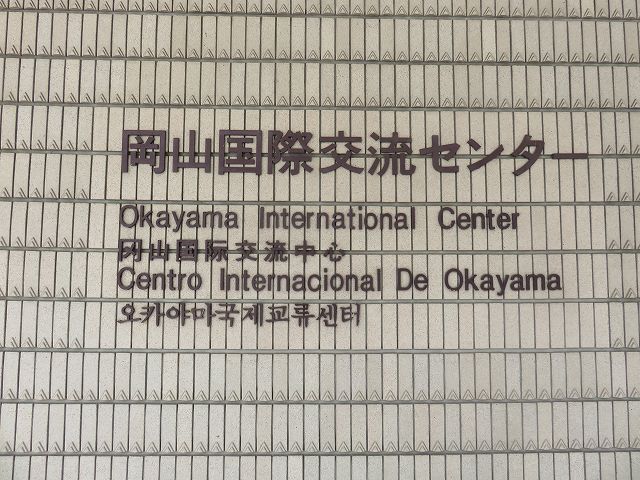 岡山国際交流センター
Okayama International Center
冈山国际交流中心
Centro Internacional De Okayama
오카야마국제교류센터